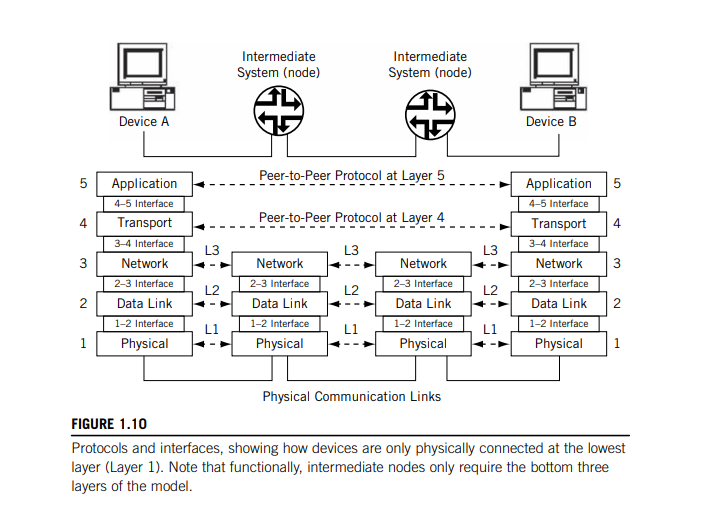 Intermediate
System (node)
Intermediate
System (node)
Device A
Device B
5 Application Peer-to-Peer Protocol at Layer 5 Application 5
4–5 Interface 4–5 Interface
4 Transport Peer-to-Peer Protocol at Layer 4 Transport 4
3–4 Interface 3–4 Interface
L3 L3 L3
3 Network Network Network Network 3
2–3 Interface 2–3 Interface 2–3 Interface 2–3 Interface
L2 L2 L2
2 Data Link Data Link Data Link Data Link 2
1–2 Interface 1–2 Interface 1–2 Interface 1–2 Interface
L1 L1 L1
1 Physical Physical Physical Physical 1
Physical Communication Links
FIGURE 1.10
Protocols and interfaces, showing how devices are only physically connected at the lowest
layer (Layer 1). Note that functionally, intermediate nodes only require the bottom three
layers of the model.